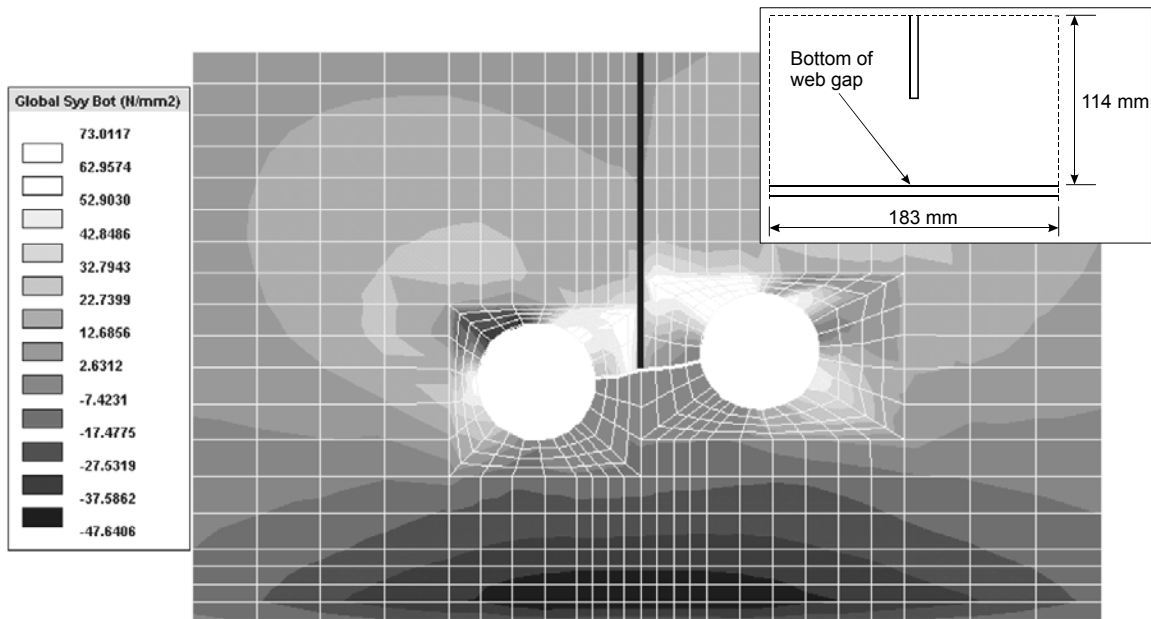 Global Syy Bot (N/mm2)
73.0117
62.9574
52.9030
42.8486
32.7943
22.7399
12.6856
2.6312
-7.4231
-17.4775
-27.5319
-37.5862
-47.6406
Bottom of
web gap
114 mm
183 mm